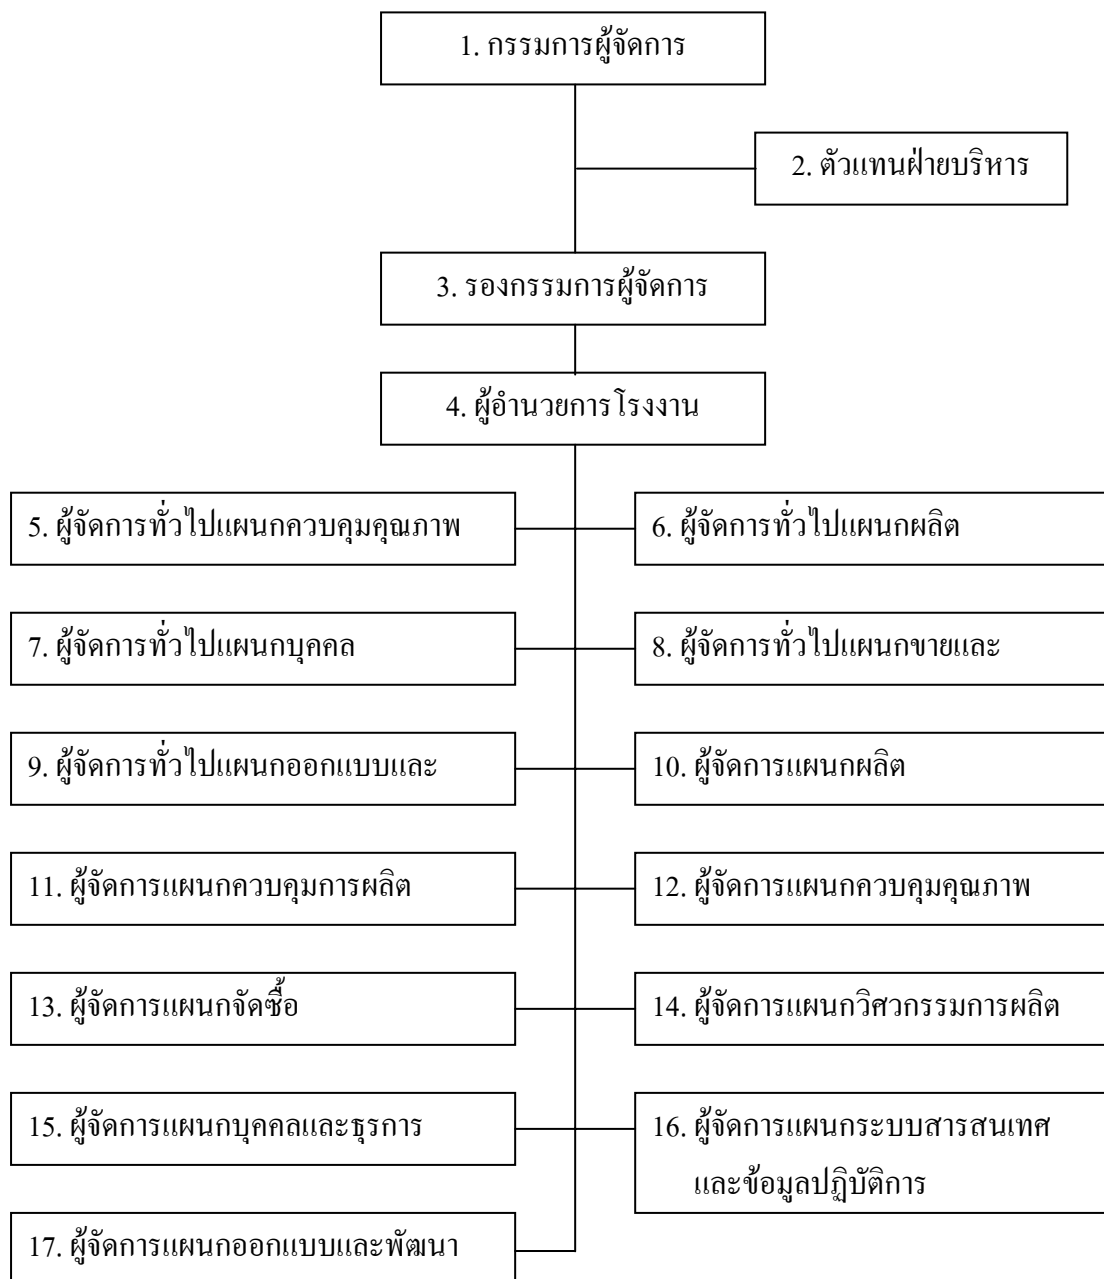 1. กรรมการผู้จัดการ
2. ตัวแทนฝ่ายบริหาร
3. รองกรรมการผู้จัดการ
4. ผู้อำนวยการโรงงาน
5. ผู้จัดการทั่วไปแผนกควบคุมคุณภาพ
6. ผู้จัดการทั่วไปแผนกผลิต
7. ผู้จัดการทั่วไปแผนกบุคคล
8. ผู้จัดการทั่วไปแผนกขายและ
9. ผู้จัดการทั่วไปแผนกออกแบบและ
10. ผู้จัดการแผนกผลิต
11. ผู้จัดการแผนกควบคุมการผลิต
12. ผู้จัดการแผนกควบคุมคุณภาพ
13. ผู้จัดการแผนกจัดซื้อ
14. ผู้จัดการแผนกวิศวกรรมการผลิต
15. ผู้จัดการแผนกบุคคลและธุรการ
16. ผู้จัดการแผนกระบบสารสนเทศ
และข้อมูลปฏิบัติการ
17. ผู้จัดการแผนกออกแบบและพัฒนา